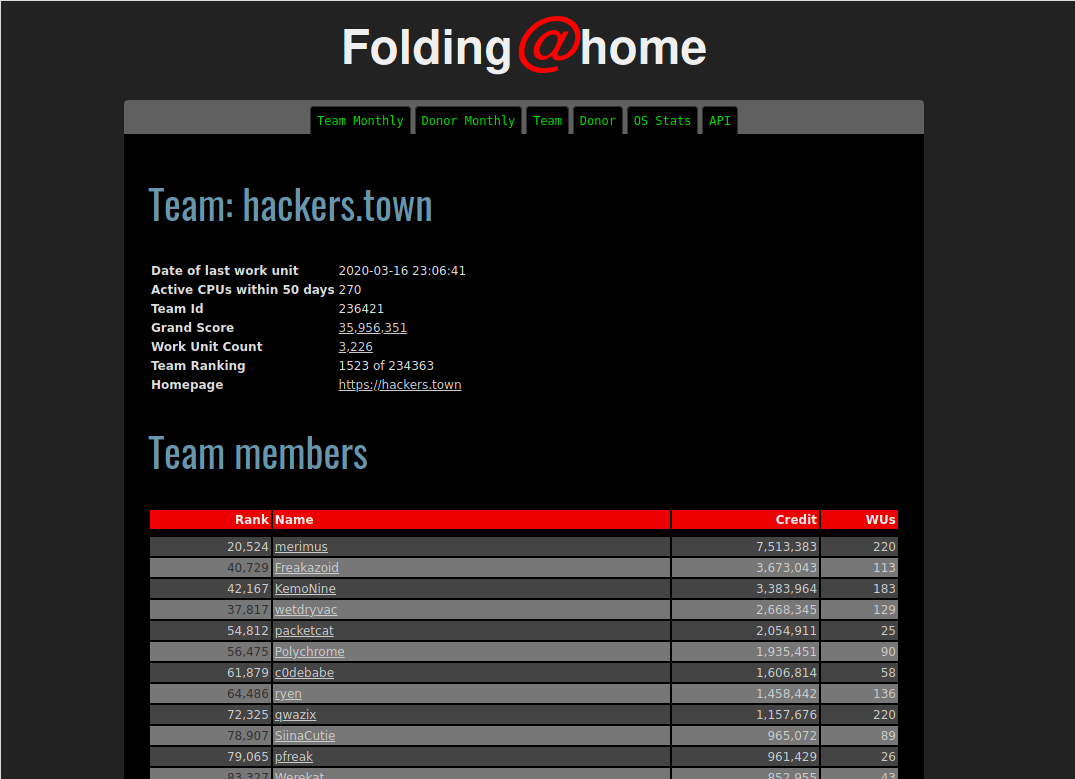 Folding@home
Team Monthly Donor Monthly Team Donor OS Stats API
Team: hackers.town
Date of last work unit 2020-03-16 23:06:41
Active CPUs within 50 days 270
Team Id 236421
Grand Score 35,956,351
Work Unit Count 3,226
Team Ranking 1523 of 234363
Homepage https://hackers.town
Team members
Rank Name Credit WUs
20,524 merimus 7,513,383 220
40,729 Freakazoid 3,673,043 113
42,167 KemoNine 3,383,964 183
37,817 wetdryvac 2,668,345 129
54,812 packetcat 2,054,911 25
56,475 Polychrome 1,935,451 90
61,879 c0debabe 1,606,814 58
64,486 ryen 1,458,442 136
72,325 qwazix 1,157,676 220
78,907 SiinaCutie 965,072 89
79,065 pfreak 961,429 26
83,327 Werekat 852,955 43